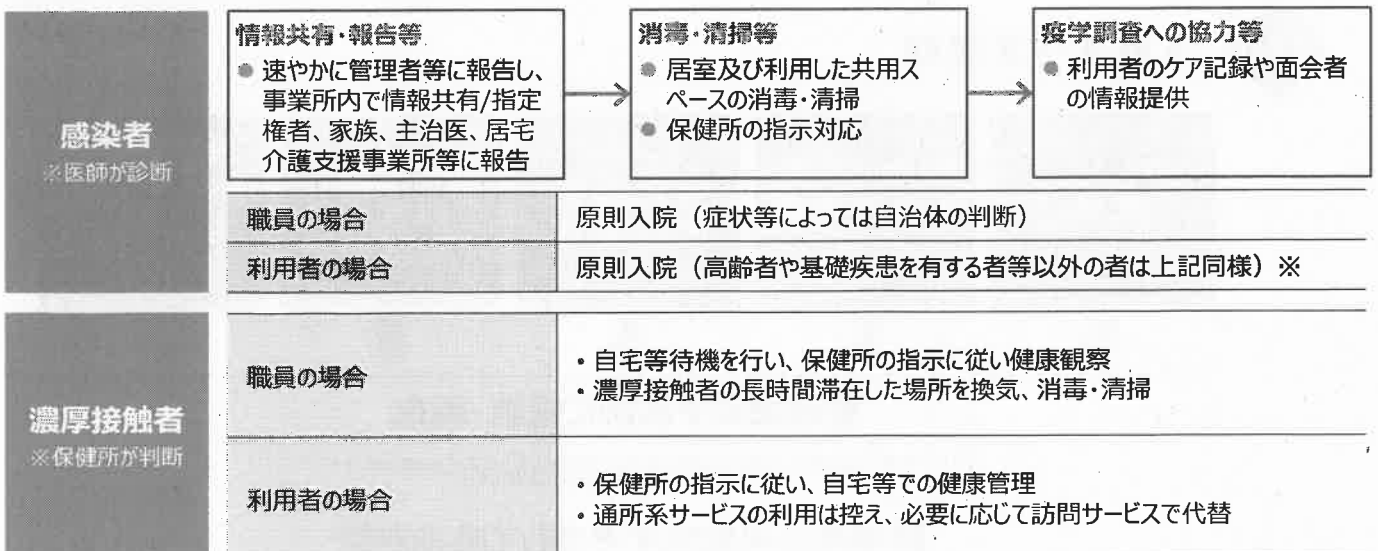 感染者
※医師が診断
情報共有・報告等
● 速やかに管理者等に報告し、
事業所内で情報共有/指定
権者、家族、主治医、居宅
介護支援事業所等に報告
消毒・清掃等
● 居室及び利用した共用ス
ペースの消毒・清掃
● 保健所の指示対応
疫学調査への協力等
● 利用者のケア記録や面会者
の情報提供
職員の場合
原則入院（症状等によっては自治体の判断）
利用者の場合
原則入院（高齢者や基礎疾患を有する者等以外の者は上記同様）※
濃厚接触者
※保健所が判断
職員の場合
・自宅等待機を行い、保健所の指示に従い健康観察
・濃厚接触者の長時間滞在した場所を換気、消毒・清掃
利用者の場合
・保健所の指示に従い、自宅等での健康管理
・通所系サービスの利用は控え、必要に応じて訪問サービスで代替